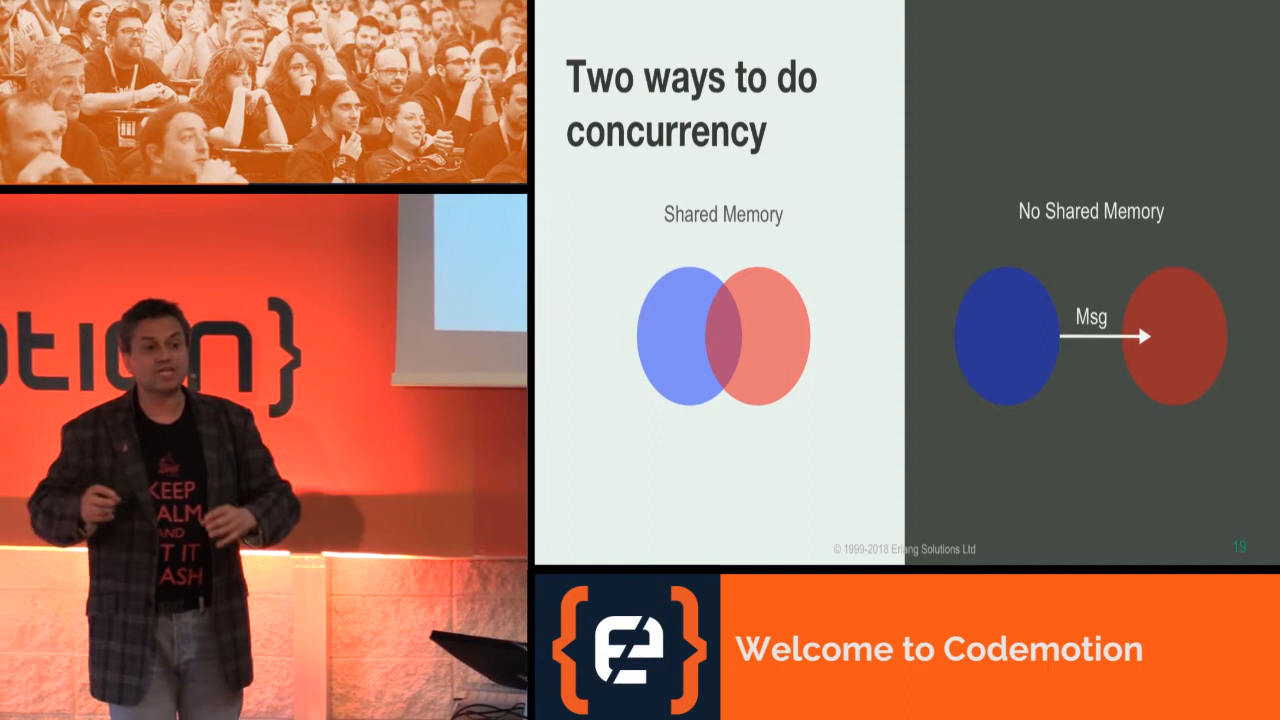 Two ways to do
concurrency
Shared Memory
No Shared Memory
Msg
© 1999-2018 Erlang Solutions Ltd
19
KEEP
ALM
AND
T IT
ASH
otion}
Welcome to Codemotion